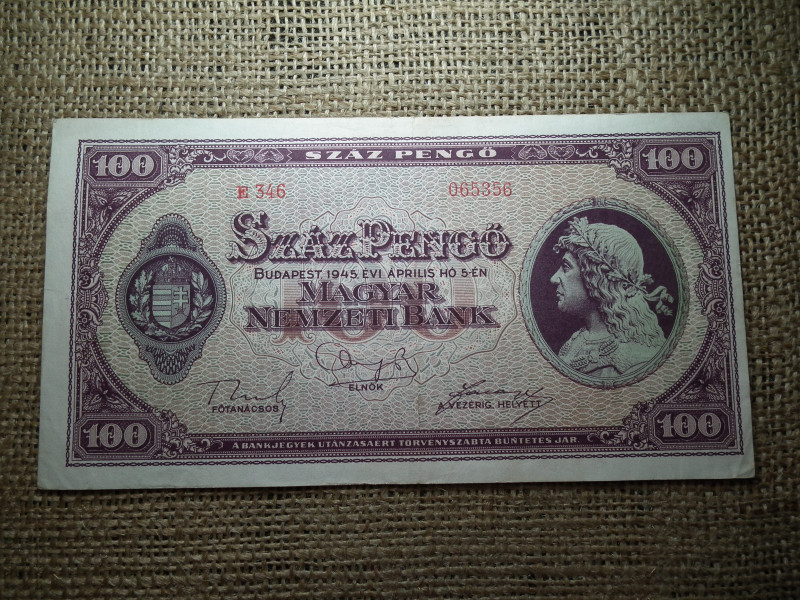 100 SZÁZ PENGŐ 100
E 346 065356
SZÁZ PENGŐ
BUDAPEST 1945. ÉVI ÁPRILIS HÓ 5-ÉN
MAGYAR
NEMZETI BANK
FŐTANÁCSOS ELNÖK A VEZÉRIG. HELYETT
100 A BANKJEGYEK UTÁNZÁSAÉRT TÖRVÉNYSZABTA BÜNTETÉS JÁR. 100